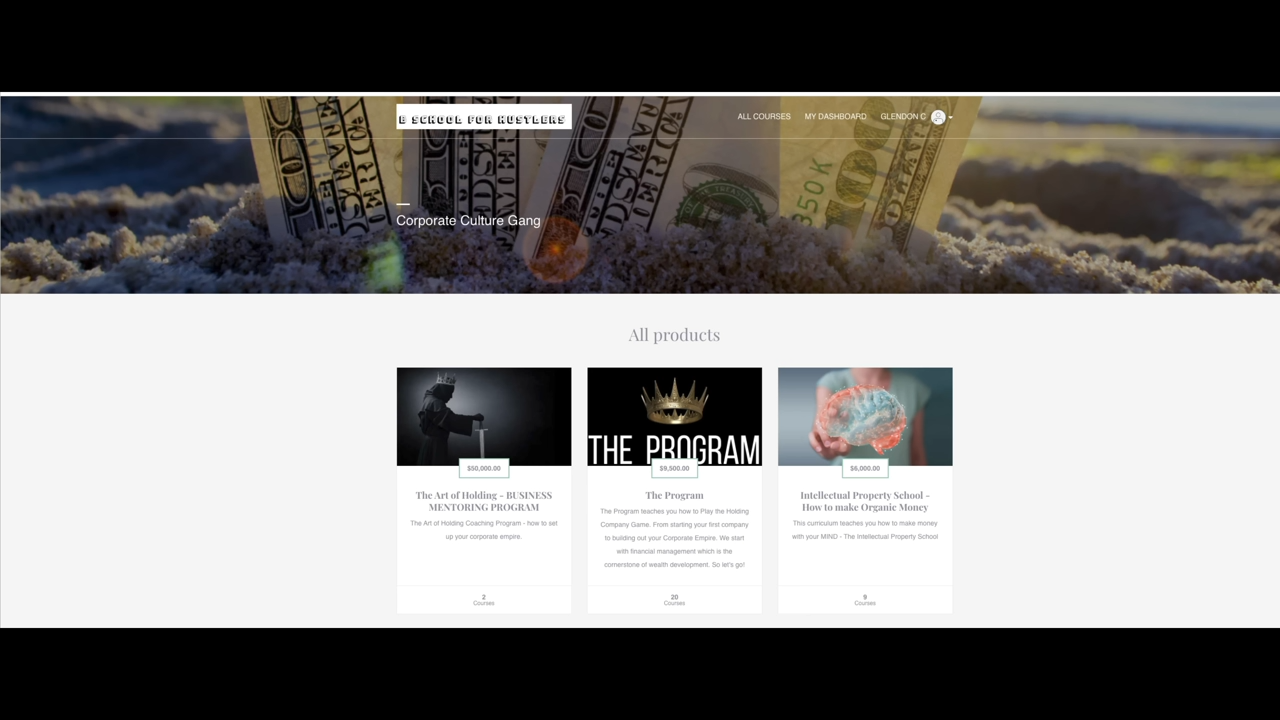 B SCHOOL FOR HUSTLERS
ALL COURSES MY DASHBOARD GLENDON C
Corporate Culture Gang
All products
THE PROGRAM
$50,000.00
$9,500.00
$6,000.00
The Art of Holding - BUSINESS
MENTORING PROGRAM
The Art of Holding Coaching Program - how to set
up your corporate empire.
2
Courses
The Program
The Program teaches you how to Play the Holding
Company Game. From starting your first company
to building out your Corporate Empire. We start
with financial management which is the
cornerstone of wealth development. So let's go!
20
Courses
Intellectual Property School -
How to make Organic Money
This curriculum teaches you how to make money
with your MIND - The Intellectual Property School
9
Courses